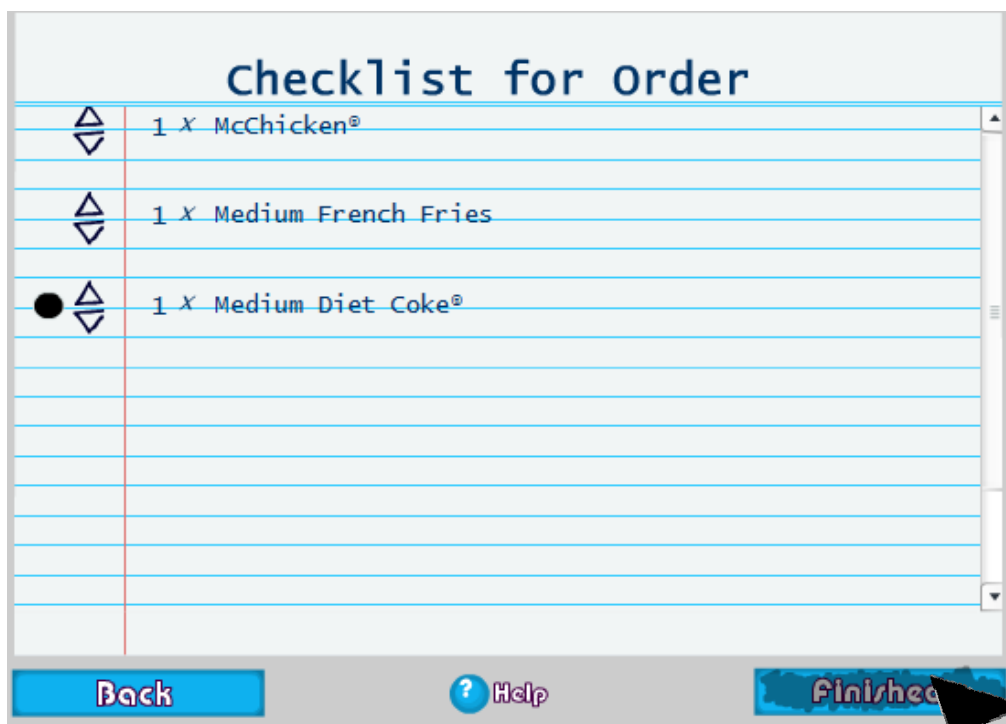 Checklist for Order
1 x McChicken®
1 x Medium French Fries
1 x Medium Diet Coke®
Back
? Help